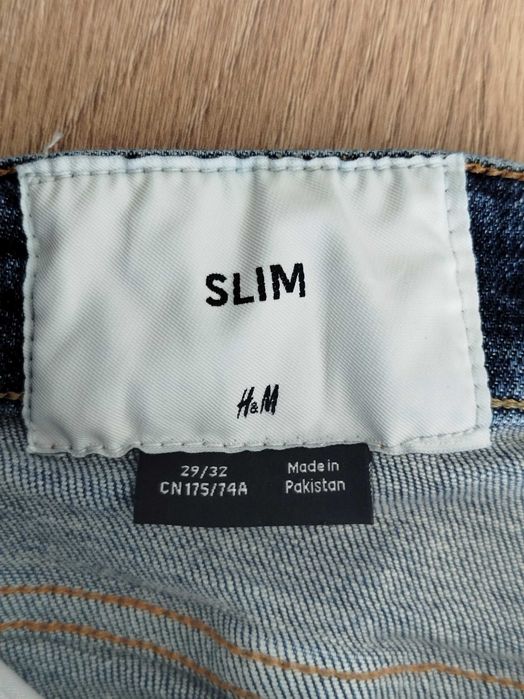 SLIM
H&M
29/32
CN175/74A
Made in
Pakistan